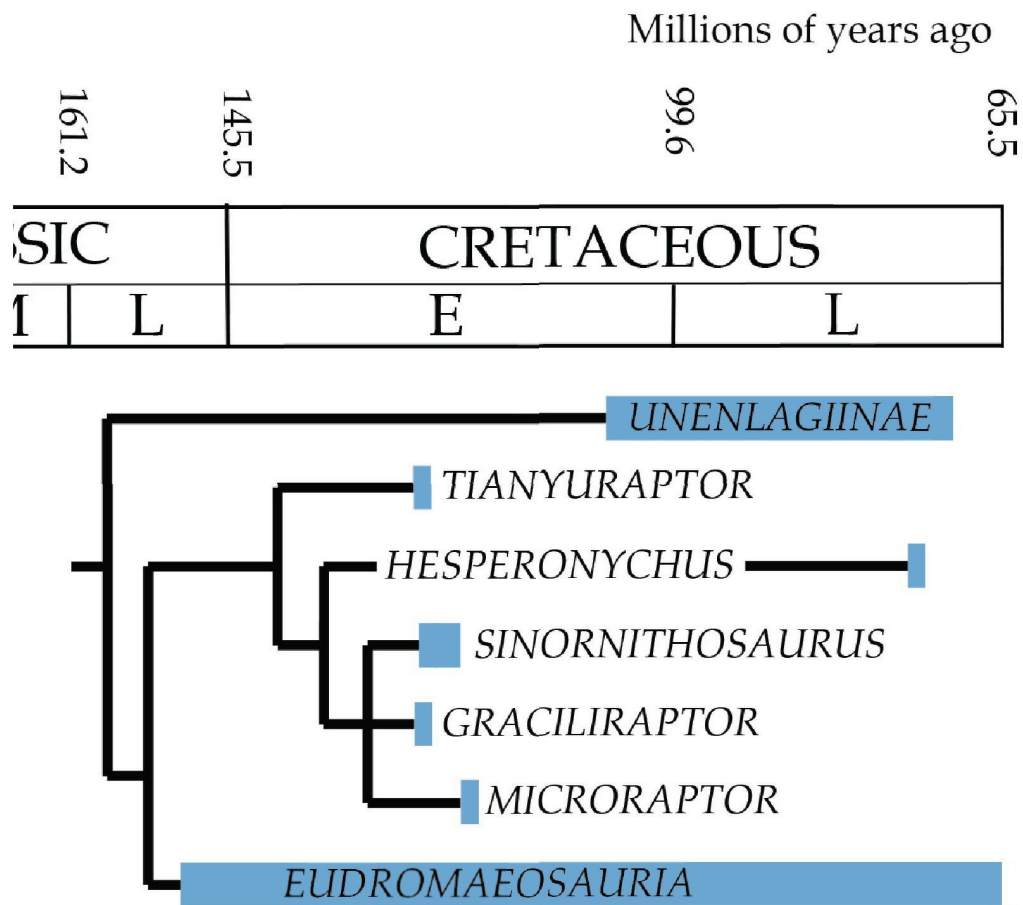 Millions of years ago
161.2 145.5 99.6 65.5
SSIC CRETACEOUS
M L E L
UNENLAGIINAE
TIANYURAPTOR
HESPERONYCHUS
SINORNITHOSAURUS
GRACILIRAPTOR
MICRORAPTOR
EUDROMAEOSAURIA